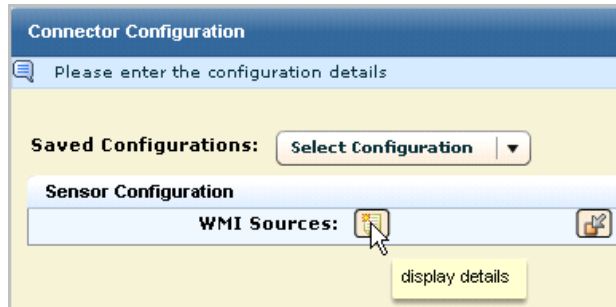 Connector Configuration
Please enter the configuration details
Saved Configurations: Select Configuration
Sensor Configuration
WMI Sources:
display details